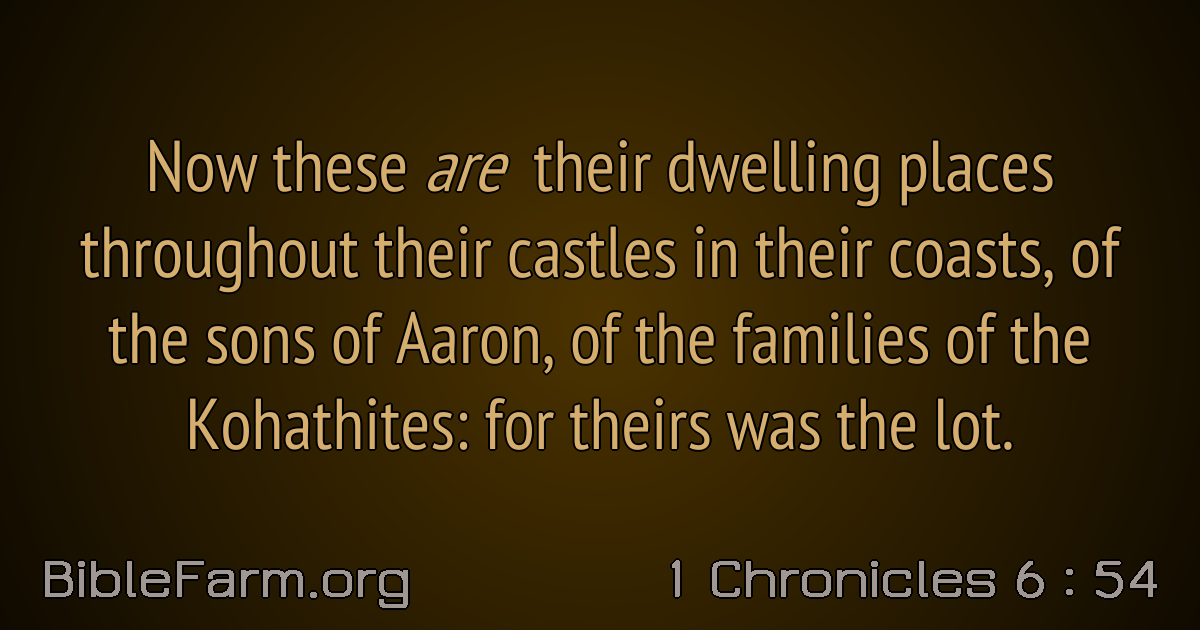 Now these are their dwelling places
throughout their castles in their coasts, of
the sons of Aaron, of the families of the
Kohathites: for theirs was the lot.
BibleFarm.org
1 Chronicles 6 : 54